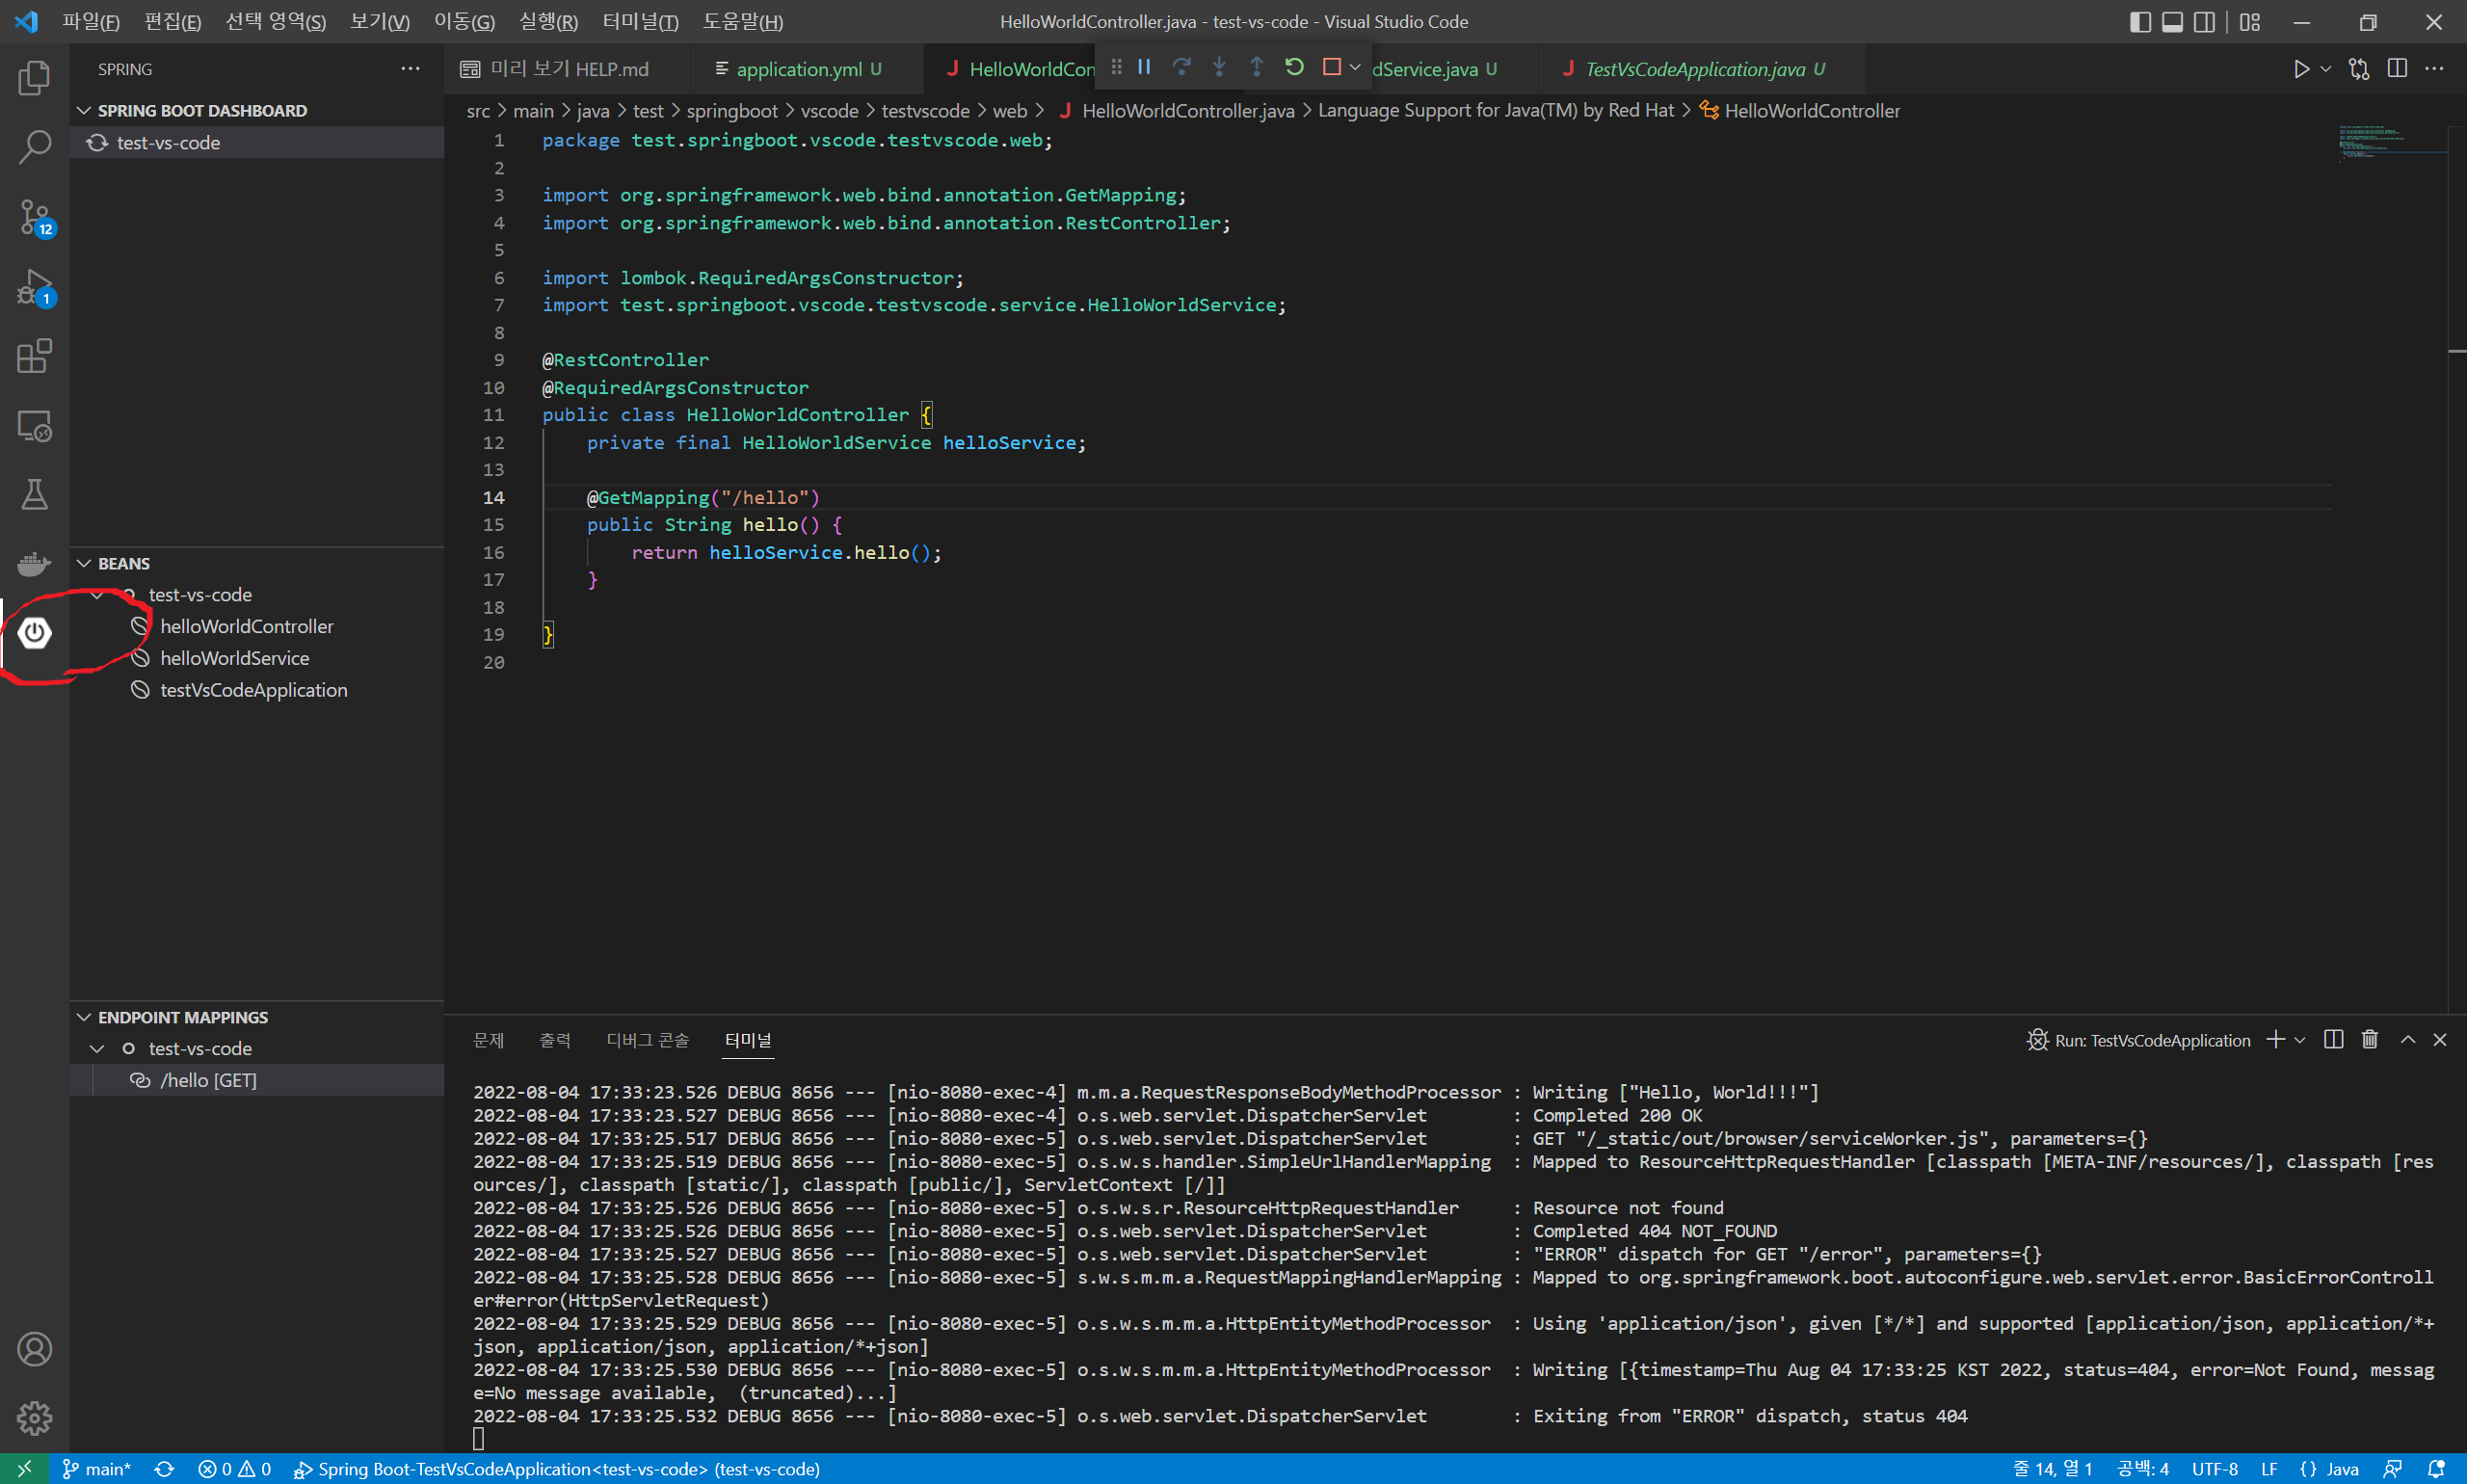 파일(F) 편집(E) 선택 영역(S) 보기(V) 이동(G) 실행(R) 터미널(T) 도움말(H) HelloWorldController.java - test-vs-code - Visual Studio Code
SPRING
미리 보기 HELP.md application.yml U HelloWorldCon dService.java U TestVsCodeApplication.java U
SPRING BOOT DASHBOARD
test-vs-code
12
1
BEANS
test-vs-code
helloWorldController
helloWorldService
testVsCodeApplication
ENDPOINT MAPPINGS
test-vs-code
/hello [GET]
src > main > java > test > springboot > vscode > testvscode > web > HelloWorldController.java > Language Support for Java(TM) by Red Hat > HelloWorldController
1 package test.springboot.vscode.testvscode.web;
2
3 import org.springframework.web.bind.annotation.GetMapping;
4 import org.springframework.web.bind.annotation.RestController;
5
6 import lombok.RequiredArgsConstructor;
7 import test.springboot.vscode.testvscode.service.HelloWorldService;
8
9 @RestController
10 @RequiredArgsConstructor
11 public class HelloWorldController {
12 private final HelloWorldService helloService;
13
14 @GetMapping("/hello")
15 public String hello() {
16 return helloService.hello();
17 }
18
19 }
20
문제 출력 디버그 콘솔 터미널 Run: TestVsCodeApplication
2022-08-04 17:33:23.526 DEBUG 8656 --- [nio-8080-exec-4] m.m.a.RequestResponseBodyMethodProcessor : Writing ["Hello, World!!!"]
2022-08-04 17:33:23.527 DEBUG 8656 --- [nio-8080-exec-4] o.s.web.servlet.DispatcherServlet : Completed 200 OK
2022-08-04 17:33:25.517 DEBUG 8656 --- [nio-8080-exec-5] o.s.web.servlet.DispatcherServlet : GET "/_static/out/browser/serviceWorker.js", parameters={}
2022-08-04 17:33:25.519 DEBUG 8656 --- [nio-8080-exec-5] o.s.w.s.handler.SimpleUrlHandlerMapping : Mapped to ResourceHttpRequestHandler [classpath [META-INF/resources/], classpath [res
ources/], classpath [static/], classpath [public/], ServletContext [/]]
2022-08-04 17:33:25.526 DEBUG 8656 --- [nio-8080-exec-5] o.s.w.s.r.ResourceHttpRequestHandler : Resource not found
2022-08-04 17:33:25.526 DEBUG 8656 --- [nio-8080-exec-5] o.s.web.servlet.DispatcherServlet : Completed 404 NOT_FOUND
2022-08-04 17:33:25.527 DEBUG 8656 --- [nio-8080-exec-5] o.s.web.servlet.DispatcherServlet : "ERROR" dispatch for GET "/error", parameters={}
2022-08-04 17:33:25.528 DEBUG 8656 --- [nio-8080-exec-5] s.w.s.m.m.a.RequestMappingHandlerMapping : Mapped to org.springframework.boot.autoconfigure.web.servlet.error.BasicErrorControll
er#error(HttpServletRequest)
2022-08-04 17:33:25.529 DEBUG 8656 --- [nio-8080-exec-5] o.s.w.s.m.m.a.HttpEntityMethodProcessor : Using 'application/json', given [*/*] and supported [application/json, application/*+
json, application/json, application/*+json]
2022-08-04 17:33:25.530 DEBUG 8656 --- [nio-8080-exec-5] o.s.w.s.m.m.a.HttpEntityMethodProcessor : Writing [{timestamp=Thu Aug 04 17:33:25 KST 2022, status=404, error=Not Found, messag
e=No message available, (truncated)...]
2022-08-04 17:33:25.532 DEBUG 8656 --- [nio-8080-exec-5] o.s.web.servlet.DispatcherServlet : Exiting from "ERROR" dispatch, status 404
main* 0 0 Spring Boot-TestVsCodeApplication<test-vs-code> (test-vs-code) 줄 14, 열 1 공백: 4 UTF-8 LF {} Java